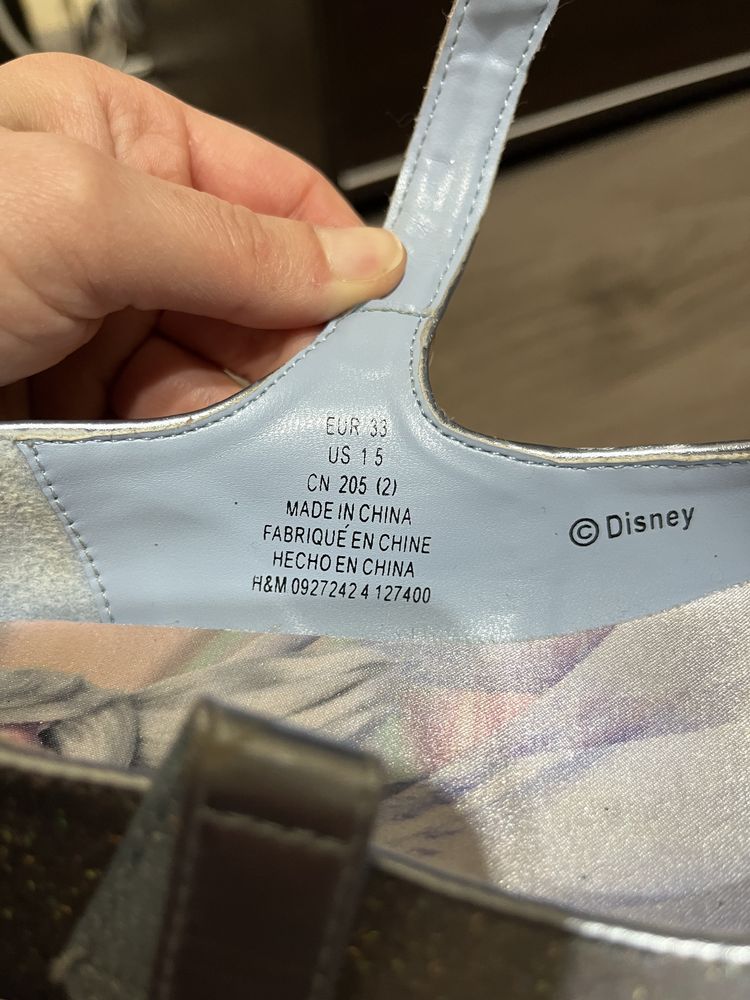 EUR 33
US 1 5
CN 205 (2)
MADE IN CHINA
FABRIQUÉ EN CHINE
HECHO EN CHINA
H&M 0927242 4 127400
© Disney